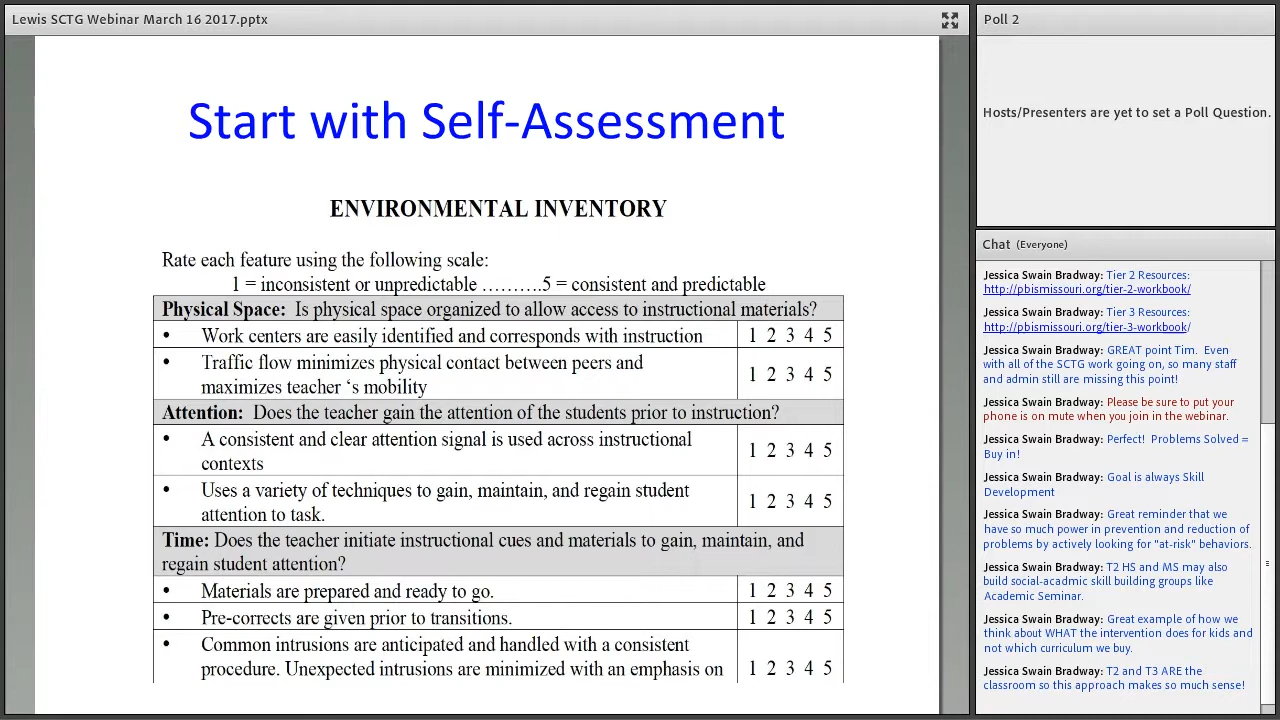 Lewis SCTG Webinar March 16 2017.pptx
Start with Self-Assessment
ENVIRONMENTAL INVENTORY
Rate each feature using the following scale:
1 = inconsistent or unpredictable ……….5 = consistent and predictable
Physical Space: Is physical space organized to allow access to instructional materials?
• Work centers are easily identified and corresponds with instruction 1 2 3 4 5
• Traffic flow minimizes physical contact between peers and
maximizes teacher ‘s mobility 1 2 3 4 5
Attention: Does the teacher gain the attention of the students prior to instruction?
• A consistent and clear attention signal is used across instructional
contexts 1 2 3 4 5
• Uses a variety of techniques to gain, maintain, and regain student
attention to task. 1 2 3 4 5
Time: Does the teacher initiate instructional cues and materials to gain, maintain, and
regain student attention?
• Materials are prepared and ready to go. 1 2 3 4 5
• Pre-corrects are given prior to transitions. 1 2 3 4 5
• Common intrusions are anticipated and handled with a consistent
procedure. Unexpected intrusions are minimized with an emphasis on 1 2 3 4 5
Poll 2
Hosts/Presenters are yet to set a Poll Question.
Chat (Everyone)
Jessica Swain Bradway: Tier 2 Resources:
http://pbismissouri.org/tier-2-workbook/
Jessica Swain Bradway: Tier 3 Resources:
http://pbismissouri.org/tier-3-workbook/
Jessica Swain Bradway: GREAT point Tim. Even
with all of the SCTG work going on, so many staff
and admin still are missing this point!
Jessica Swain Bradway: Please be sure to put your
phone is on mute when you join in the webinar.
Jessica Swain Bradway: Perfect! Problems Solved =
Buy in!
Jessica Swain Bradway: Goal is always Skill
Development
Jessica Swain Bradway: Great reminder that we
have so much power in prevention and reduction of
problems by actively looking for "at-risk" behaviors.
Jessica Swain Bradway: T2 HS and MS may also
build social-acadmic skill building groups like
Academic Seminar.
Jessica Swain Bradway: Great example of how we
think about WHAT the intervention does for kids and
not which curriculum we buy.
Jessica Swain Bradway: T2 and T3 ARE the
classroom so this approach makes so much sense!